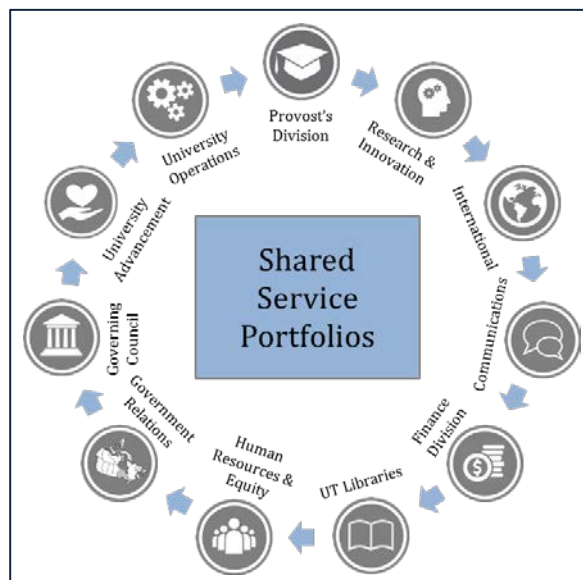 Provost's
Division
Research &
Innovation
International
Communications
Finance
Division
UT Libraries
Human
Resources &
Equity
Government
Relations
Governing
Council
University
Advancement
University
Operations
Shared
Service
Portfolios
$